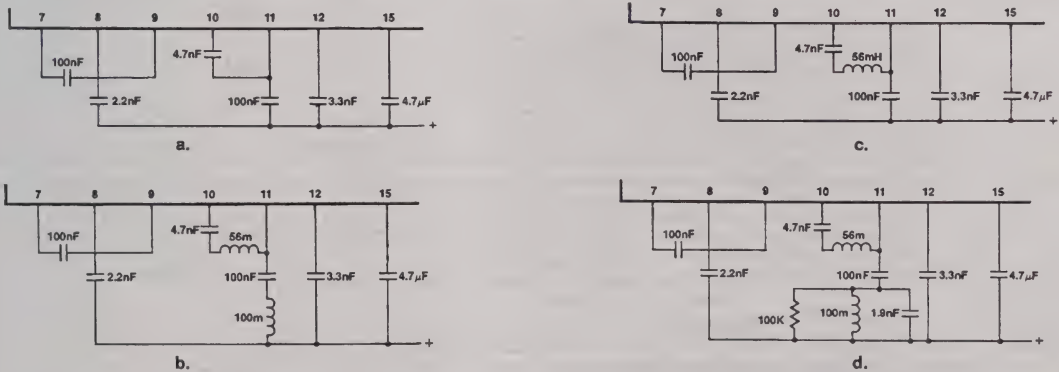 7 8 9 10 11 12 15
4.7nF
100nF
2.2nF 100nF 3.3nF 4.7μF
+
a.
7 8 9 10 11 12 15
4.7nF 56mH
100nF
2.2nF 100nF 3.3nF 4.7μF
+
c.
7 8 9 10 11 12 15
4.7nF 56m
100nF
2.2nF 100nF 3.3nF 4.7μF
100m
+
b.
7 8 9 10 11 12 15
4.7nF 56m
100nF
2.2nF 100nF 3.3nF 4.7μF
100K 100m 1.9nF
+
d.